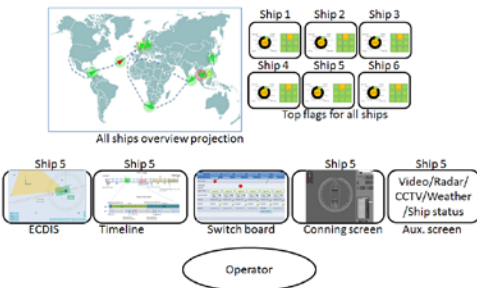 Ship 1 Ship 2 Ship 3
Ship 4 Ship 5 Ship 6
Top flags for all ships
All ships overview projection
Ship 5 Ship 5 Ship 5 Ship 5
Video/Radar/
CCTV/Weather
/Ship status
ECDIS Timeline Switch board Conning screen Aux. screen
Operator